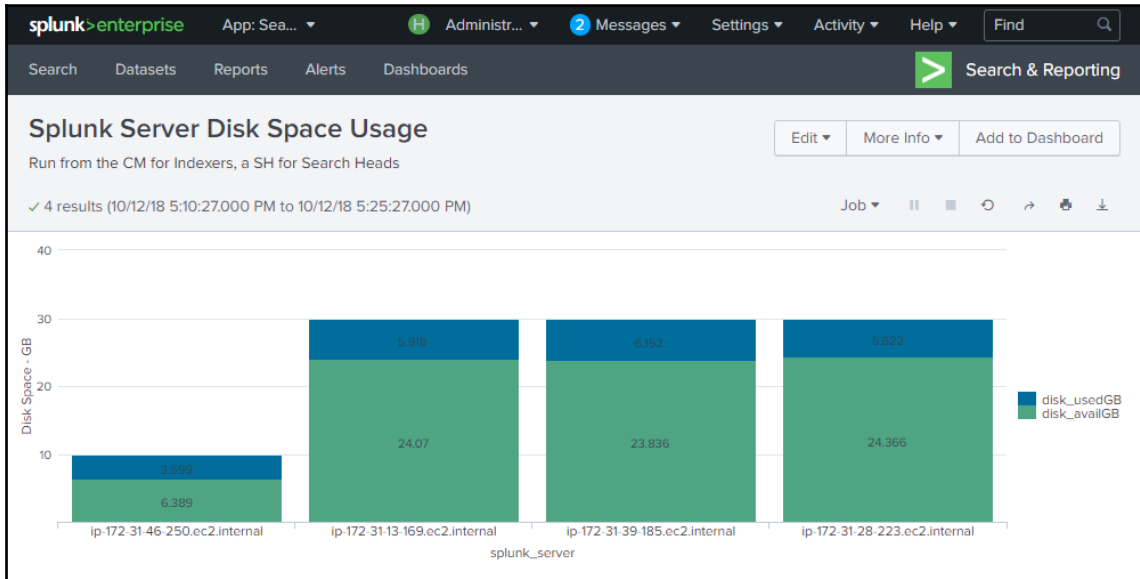 splunk>enterprise App: Sea... H Administr... 2 Messages Settings Activity Help Find
Search Datasets Reports Alerts Dashboards > Search & Reporting
Splunk Server Disk Space Usage
Edit More Info Add to Dashboard
Run from the CM for Indexers, a SH for Search Heads
4 results (10/12/18 5:10:27.000 PM to 10/12/18 5:25:27.000 PM) Job
40
30
20
10
Disk Space - GB
5.918 6.152 5.622
24.07 23.836 24.366
3.599
6.389
disk_usedGB
disk_availGB
ip-172-31-46-250.ec2.internal ip-172-31-13-169.ec2.internal ip-172-31-39-185.ec2.internal ip-172-31-28-223.ec2.internal
splunk_server